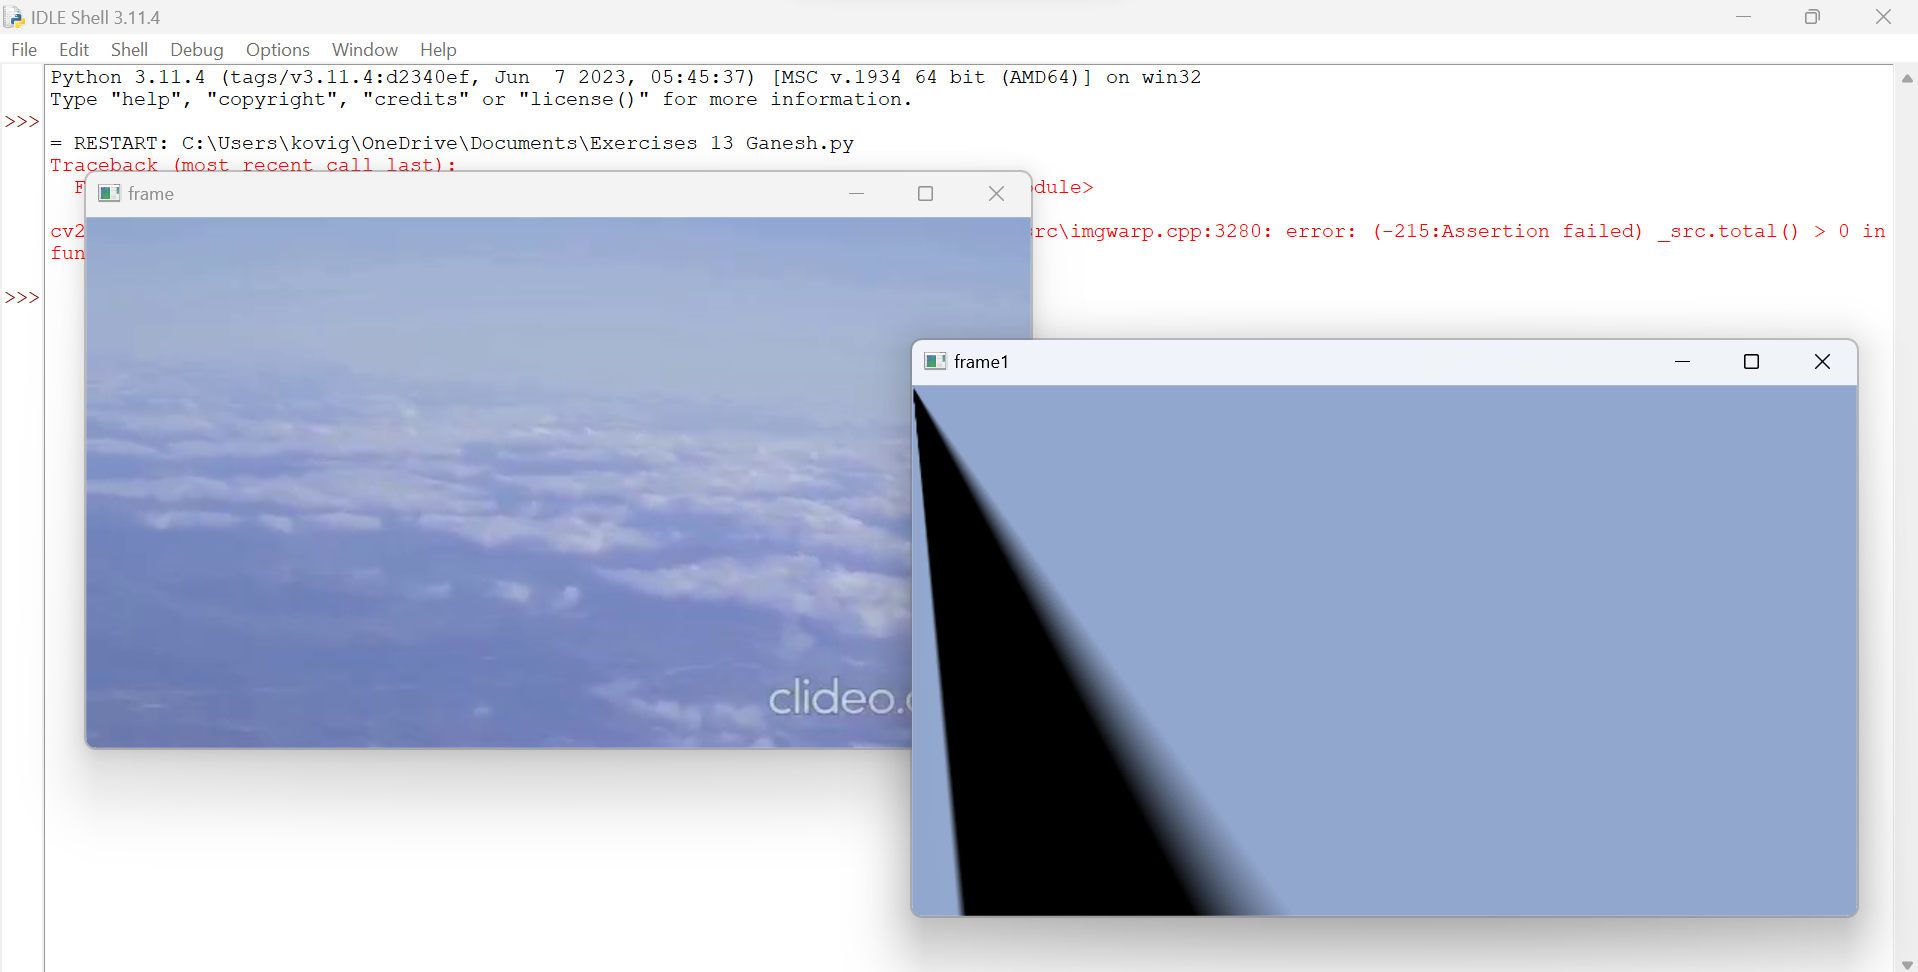 IDLE Shell 3.11.4
File Edit Shell Debug Options Window Help
Python 3.11.4 (tags/v3.11.4:d2340ef, Jun  7 2023, 05:45:37) [MSC v.1934 64 bit (AMD64)] on win32
Type "help", "copyright", "credits" or "license()" for more information.
>>>
= RESTART: C:\Users\kovig\OneDrive\Documents\Exercises 13 Ganesh.py
Traceback (most recent call last):
dule>
cv2 rc\imgwarp.cpp:3280: error: (-215:Assertion failed) _src.total() > 0 in
fun
>>>
frame
clideo.
frame1